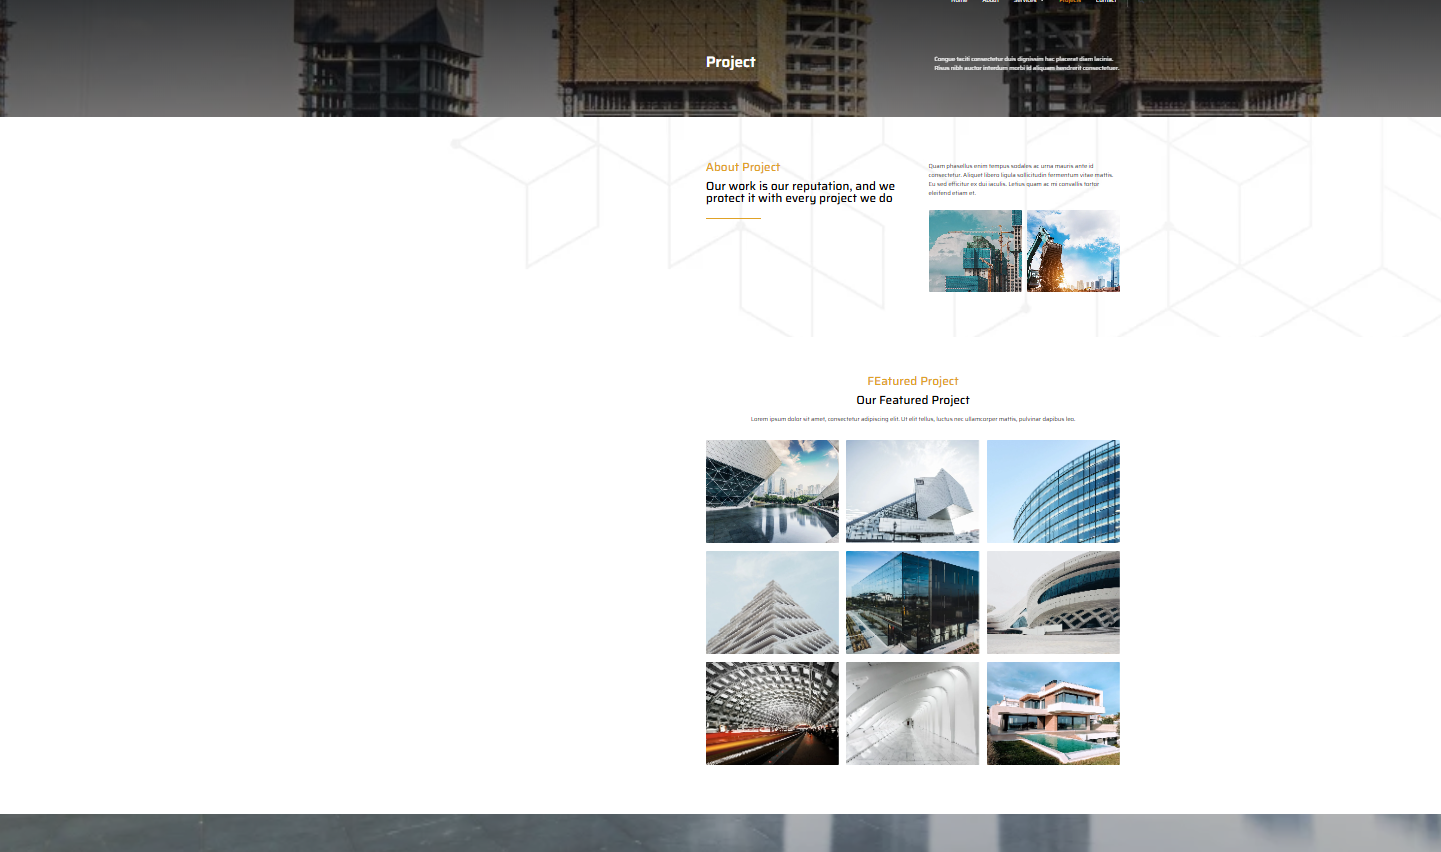 Home About Services Projects Contact
Project
Congue taciti consectetur duis dignissim hac placerat diam lacinia.
Risus nibh auctor interdum morbi id aliquam hendrerit consectetuer.
About Project
Our work is our reputation, and we
protect it with every project we do
Quam phasellus enim tempus sodales ac urna mauris ante id
consectetur. Aliquet libero ligula sollicitudin fermentum vitae mattis.
Eu sed efficitur ex dui iaculis. Letius quam ac mi convallis tortor
eleifend etiam et.
FEatured Project
Our Featured Project
Lorem ipsum dolor sit amet, consectetur adipiscing elit. Ut elit tellus, luctus nec ullamcorper mattis, pulvinar dapibus leo.